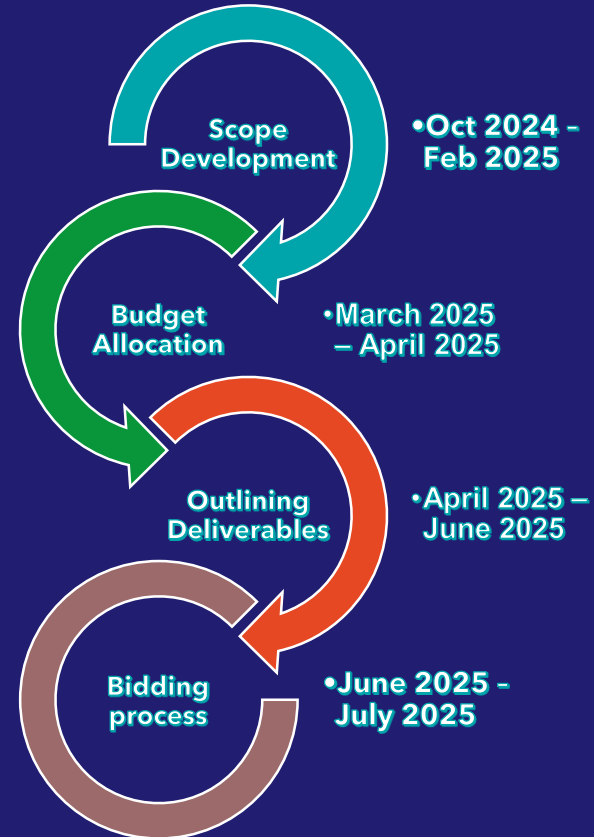 Scope
Development
•Oct 2024 -
Feb 2025
Budget
Allocation
•March 2025
– April 2025
Outlining
Deliverables
•April 2025 –
June 2025
Bidding
process
•June 2025 -
July 2025